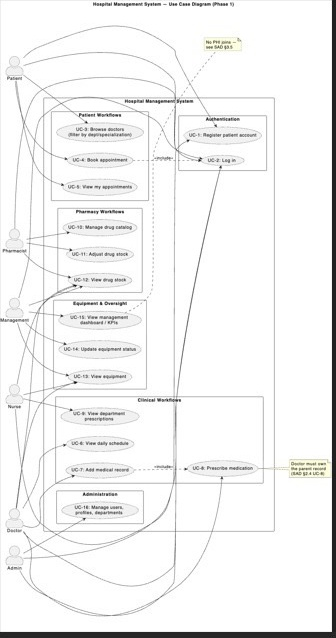 Hospital Management System — Use Case Diagram (Phase 1)
No PHI joins —
see SAD §3.5
Patient
Hospital Management System
Patient Workflows
UC-3: Browse doctors
(filter by dept/specialization)
UC-4: Book appointment
UC-5: View my appointments
Authentication
UC-1: Register patient account
UC-2: Log in
«include»
Pharmacy Workflows
UC-10: Manage drug catalog
UC-11: Adjust drug stock
UC-12: View drug stock
Pharmacist
Equipment & Oversight
UC-15: View management
dashboard / KPIs
UC-14: Update equipment status
UC-13: View equipment
Management
Nurse
Clinical Workflows
UC-9: View department
prescriptions
UC-6: View daily schedule
UC-7: Add medical record
«include»
UC-8: Prescribe medication
Doctor must own
the parent record
(SAD §2.4 UC-8)
Administration
UC-16: Manage users,
profiles, departments
Doctor
Admin